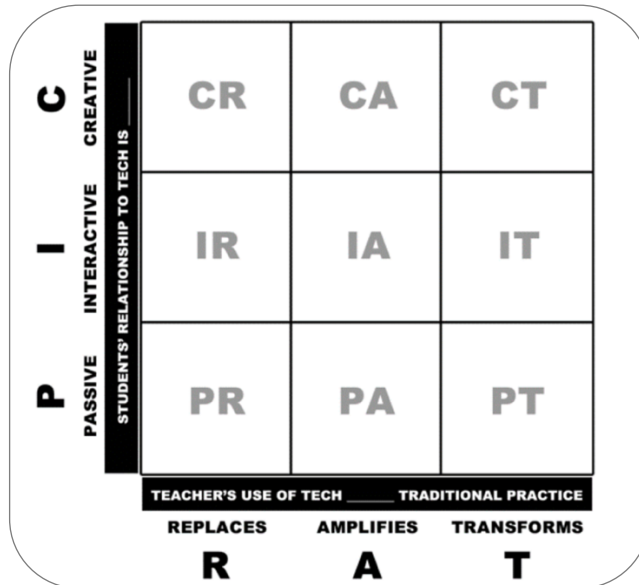 C
CREATIVE
I
INTERACTIVE
P
PASSIVE
STUDENTS' RELATIONSHIP TO TECH IS ______
CR CA CT
IR IA IT
PR PA PT
TEACHER'S USE OF TECH ______ TRADITIONAL PRACTICE
REPLACES AMPLIFIES TRANSFORMS
R A T